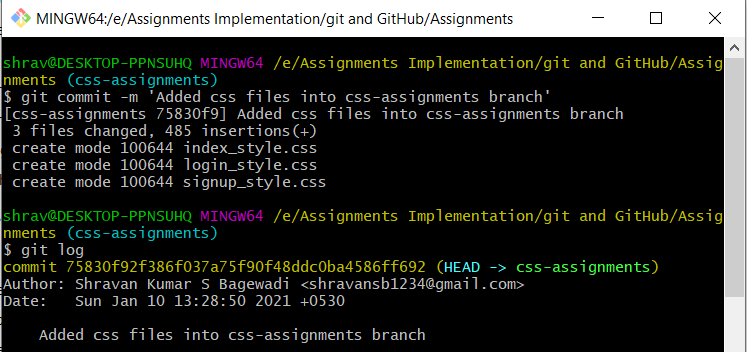 MINGW64:/e/Assignments Implementation/git and GitHub/Assignments
shrav@DESKTOP-PPNSUHQ MINGW64 /e/Assignments Implementation/git and GitHub/Assig
nments (css-assignments)
$ git commit -m 'Added css files into css-assignments branch'
[css-assignments 75830f9] Added css files into css-assignments branch
 3 files changed, 485 insertions(+)
 create mode 100644 index_style.css
 create mode 100644 login_style.css
 create mode 100644 signup_style.css
shrav@DESKTOP-PPNSUHQ MINGW64 /e/Assignments Implementation/git and GitHub/Assig
nments (css-assignments)
$ git log
commit 75830f92f386f037a75f90f48ddc0ba4586ff692 (HEAD -> css-assignments)
Author: Shravan Kumar S Bagewadi <shravansb1234@gmail.com>
Date:   Sun Jan 10 13:28:50 2021 +0530
    Added css files into css-assignments branch